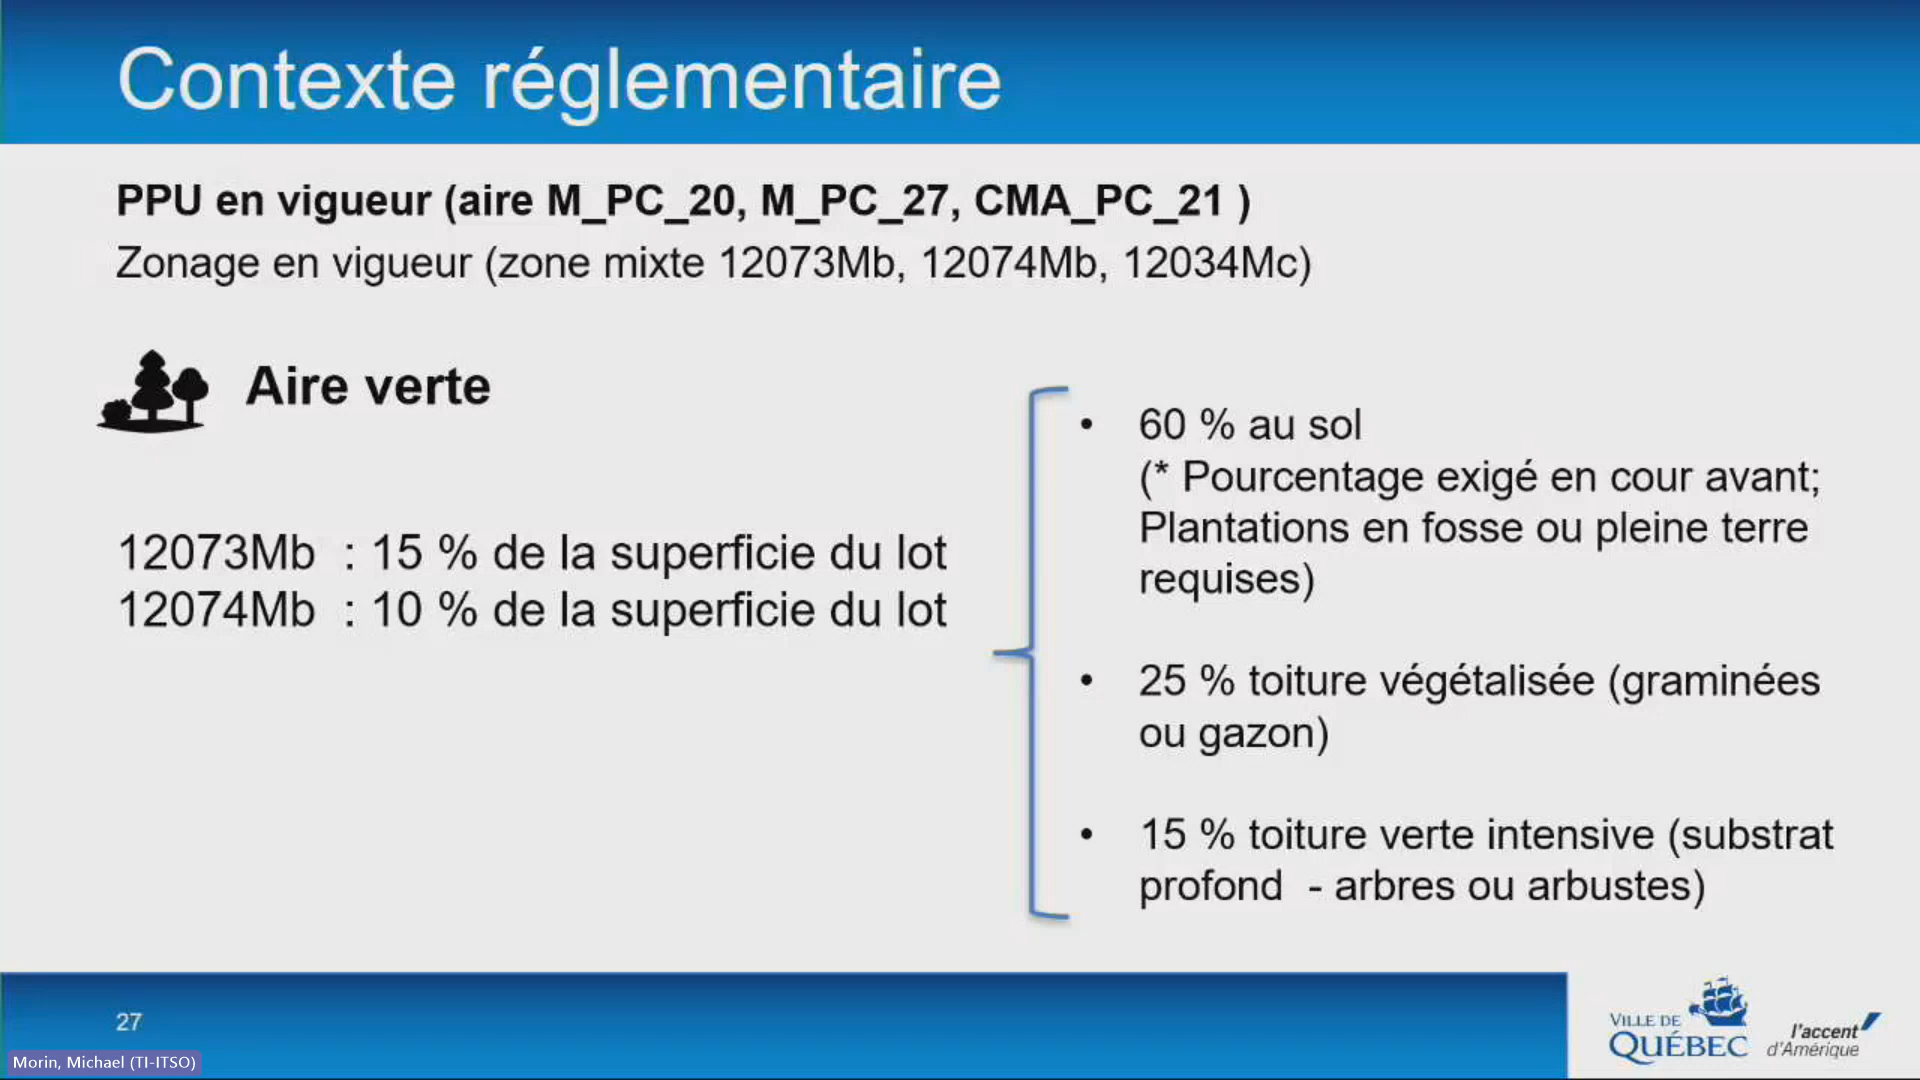 Contexte réglementaire
PPU en vigueur (aire M_PC_20, M_PC_27, CMA_PC_21 )
Zonage en vigueur (zone mixte 12073Mb, 12074Mb, 12034Mc)
Aire verte
12073Mb : 15 % de la superficie du lot
12074Mb : 10 % de la superficie du lot
• 60 % au sol
(* Pourcentage exigé en cour avant;
Plantations en fosse ou pleine terre
requises)
• 25 % toiture végétalisée (graminées
ou gazon)
• 15 % toiture verte intensive (substrat
profond - arbres ou arbustes)
27
Morin, Michael (TI-ITSO)
VILLE DE
QUÉBEC
l'accent
d'Amérique